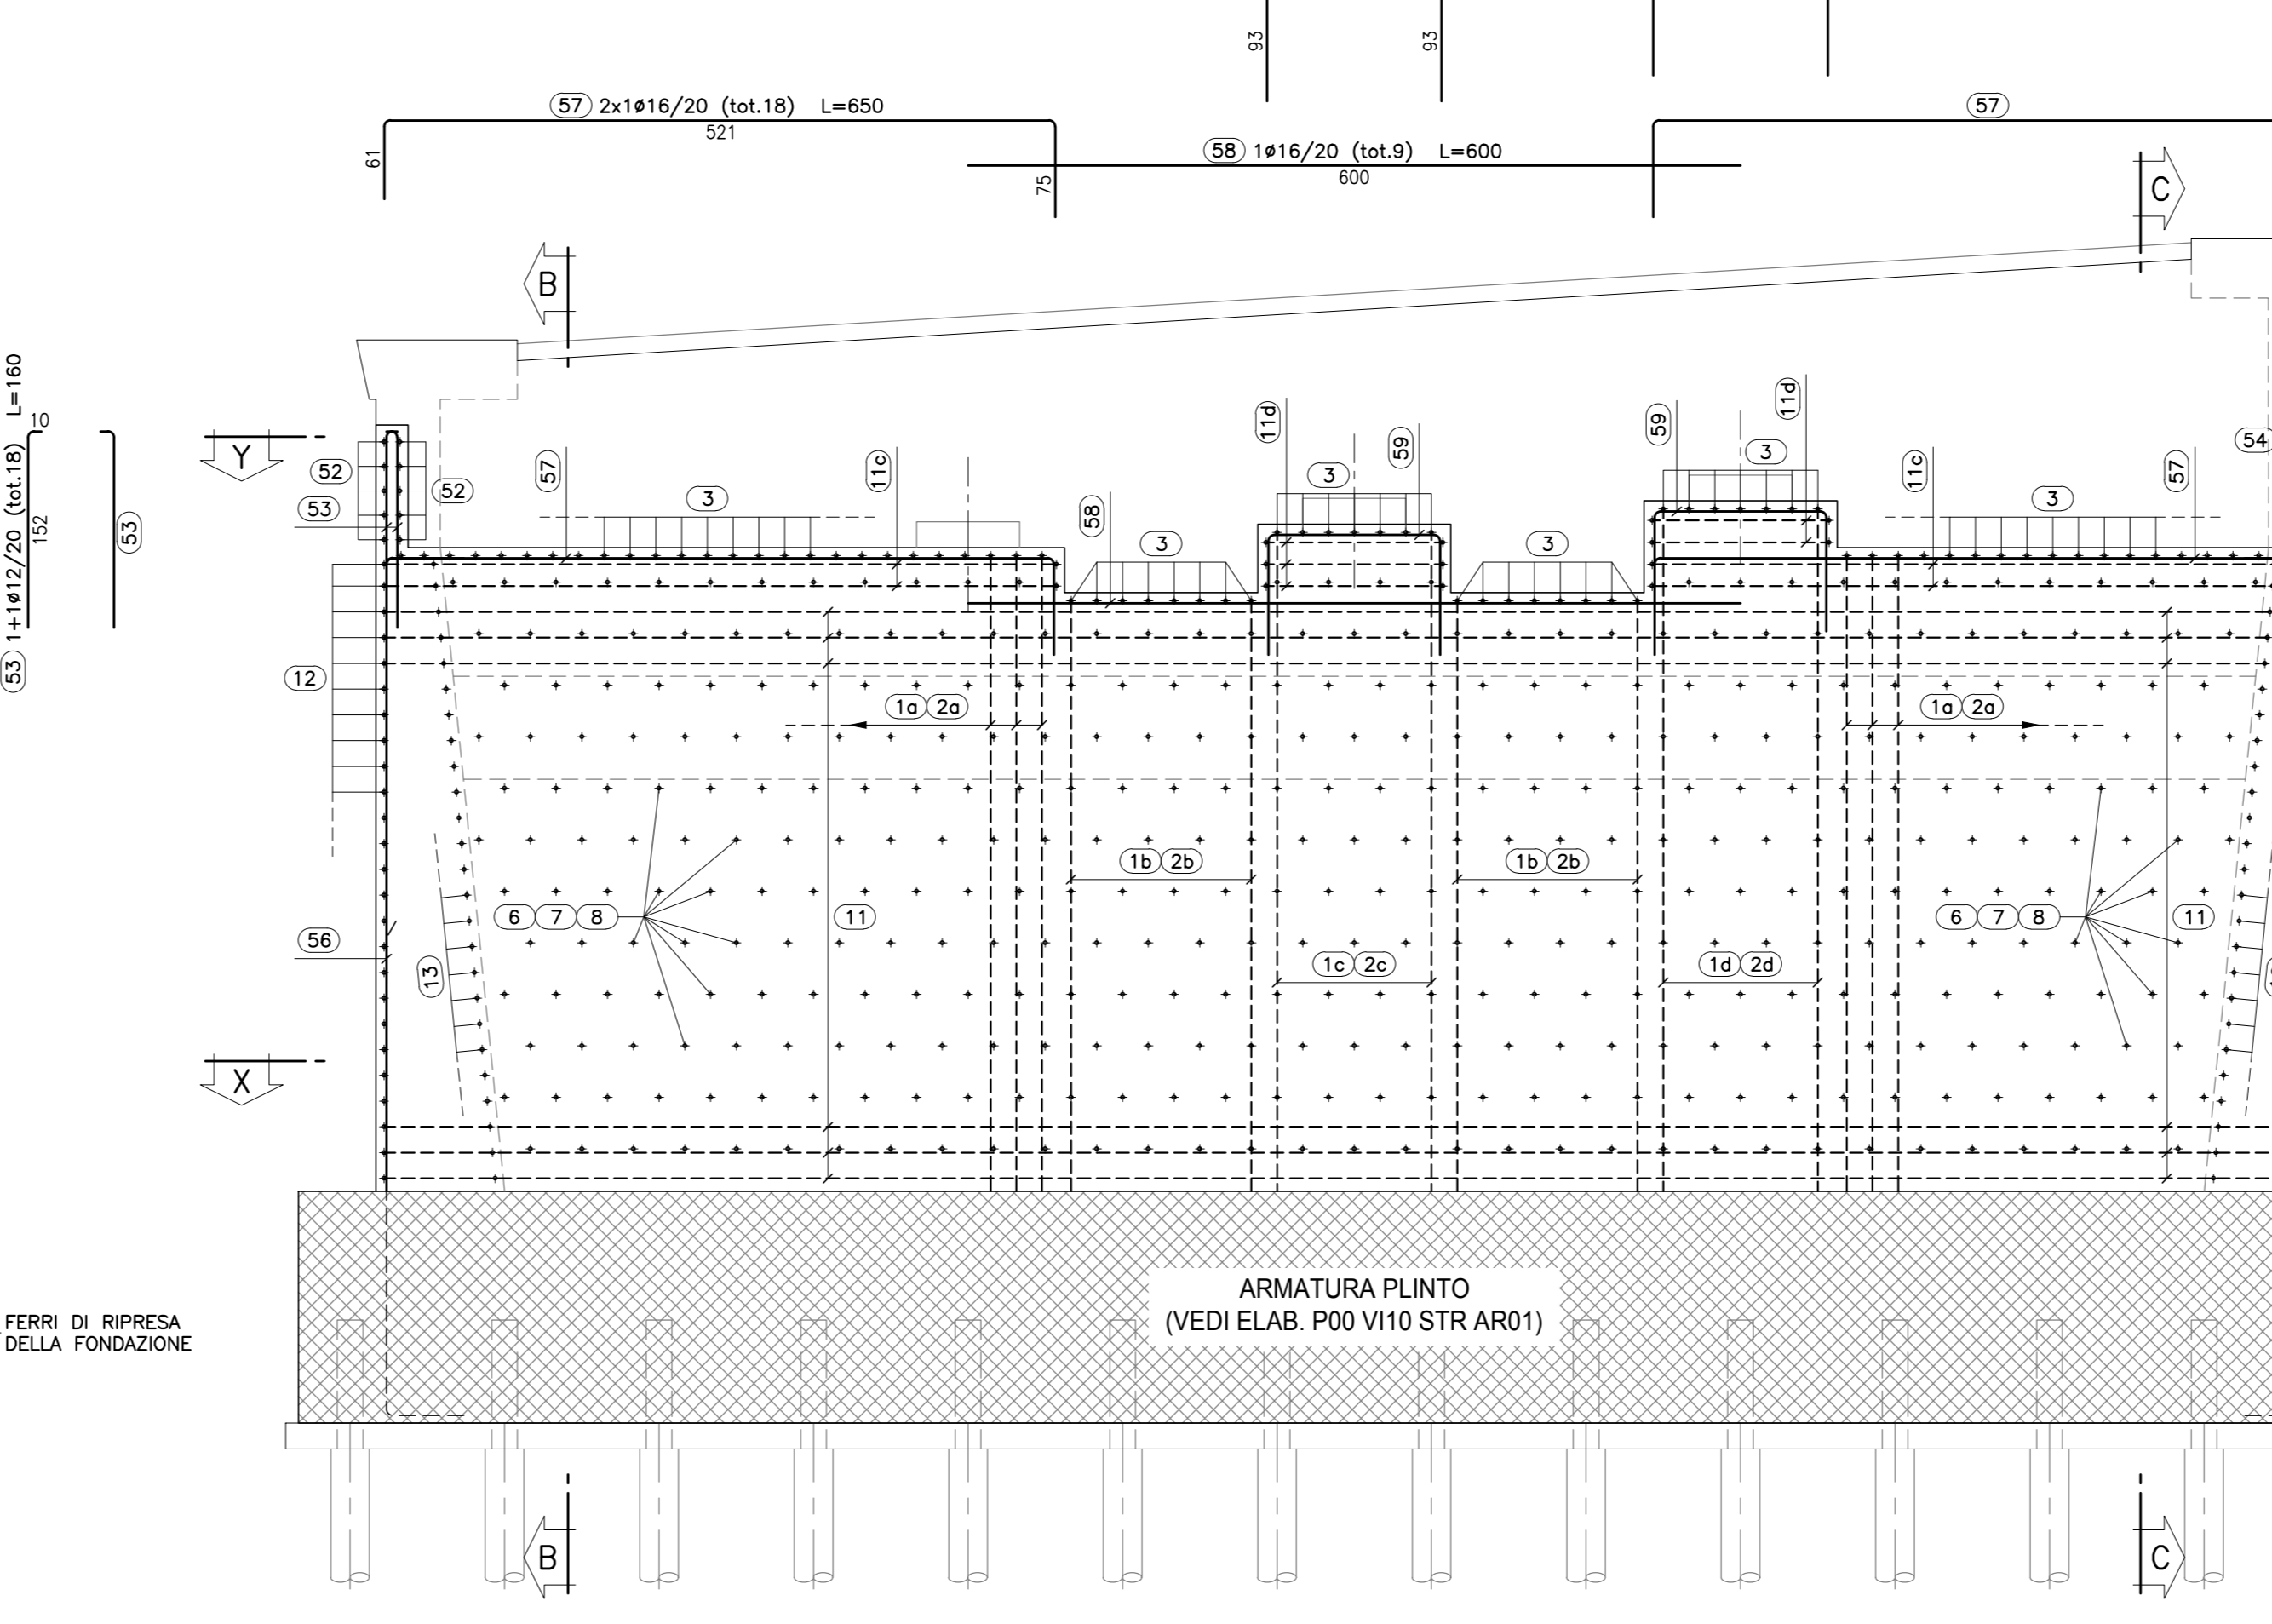 93
93
57 2x1ø16/20 (tot.18) L=650
521
61
75
58 1ø16/20 (tot.9) L=600
600
57
C
B
53 1+1ø12/20 (tot.18) L=160
10
152
53
Y
52
52
53
57
3
11c
58
3
11d
3
59
3
59
3
11d
11c
3
57
54
12
1a 2a
1a 2a
1b 2b
1b 2b
6 7 8
11
6 7 8
11
56
13
1c 2c
1d 2d
X
ARMATURA PLINTO
(VEDI ELAB. P00 VI10 STR AR01)
FERRI DI RIPRESA
DELLA FONDAZIONE
B
C